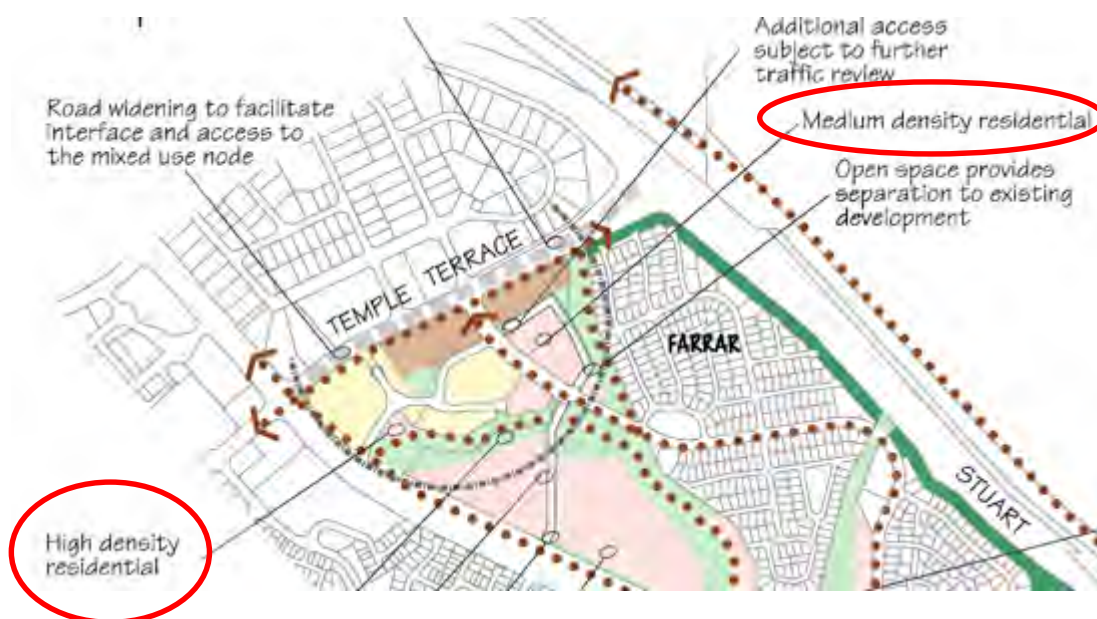 Additional access
subject to further
traffic review
Road widening to facilitate
interface and access to
the mixed use node
Medium density residential
Open space provides
separation to existing
development
TEMPLE TERRACE
FARRAR
STUART
High density
residential